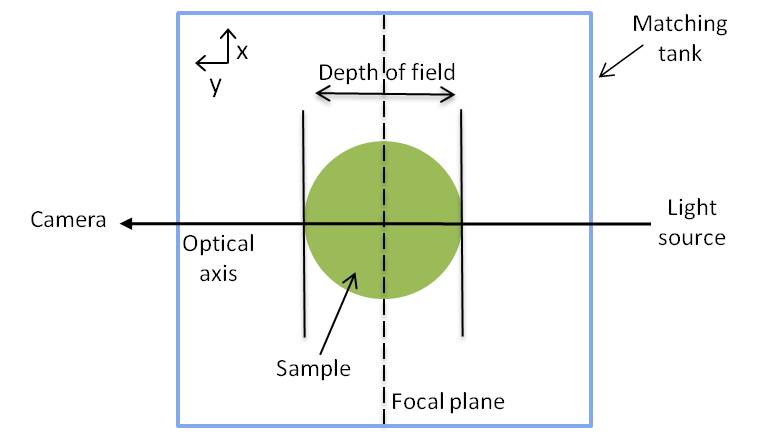 Matching
tank
x
y
Depth of field
Camera
Light
source
Optical
axis
Sample
Focal plane